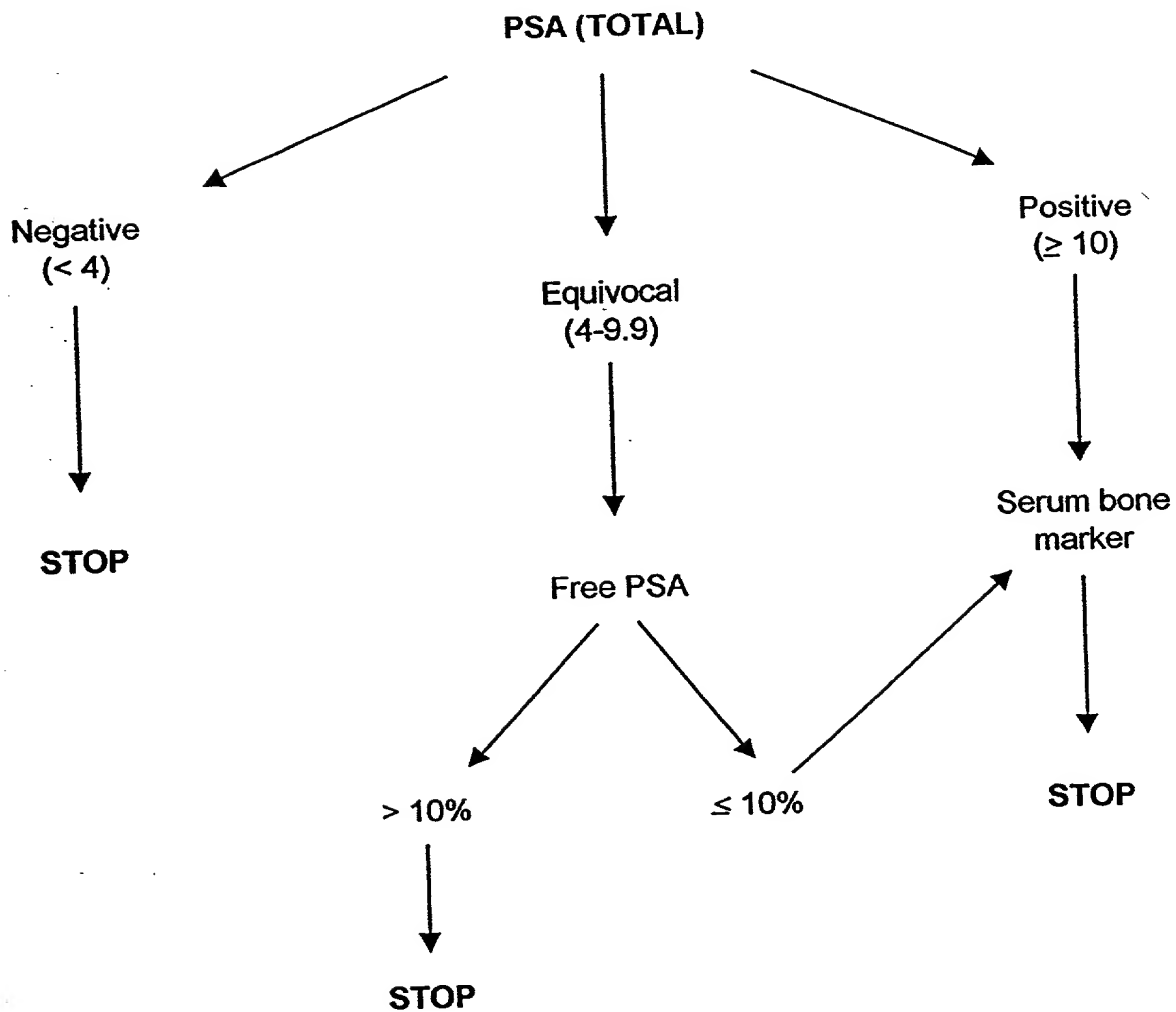 PSA (TOTAL)
Negative
(< 4)
Equivocal
(4-9.9)
Positive
(≥ 10)
STOP
Free PSA
Serum bone
marker
> 10%
≤ 10%
STOP
STOP